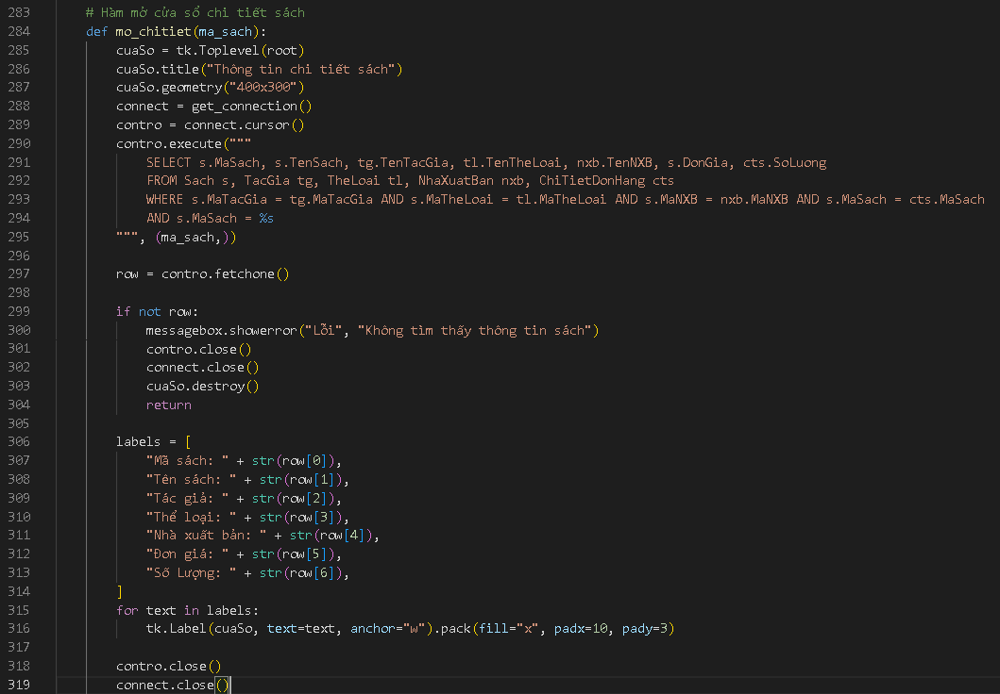 283 # Hàm mở cửa sổ chi tiết sách
284 def mo_chitiet(ma_sach):
285 cuaSo = tk.Toplevel(root)
286 cuaSo.title("Thông tin chi tiết sách")
287 cuaSo.geometry("400x300")
288 connect = get_connection()
289 contro = connect.cursor()
290 contro.execute("""
291 SELECT s.MaSach, s.TenSach, tg.TenTacGia, tl.TenTheLoai, nxb.TenNXB, s.DonGia, cts.SoLuong
292 FROM Sach s, TacGia tg, TheLoai tl, NhaXuatBan nxb, ChiTietDonHang cts
293 WHERE s.MaTacGia = tg.MaTacGia AND s.MaTheLoai = tl.MaTheLoai AND s.MaNXB = nxb.MaNXB AND s.MaSach = cts.MaSach
294 AND s.MaSach = %s
295 """, (ma_sach,))
296
297 row = contro.fetchone()
298
299 if not row:
300 messagebox.showerror("Lỗi", "Không tìm thấy thông tin sách")
301 contro.close()
302 connect.close()
303 cuaSo.destroy()
304 return
305
306 labels = [
307 "Mã sách: " + str(row[0]),
308 "Tên sách: " + str(row[1]),
309 "Tác giả: " + str(row[2]),
310 "Thể loại: " + str(row[3]),
311 "Nhà xuất bản: " + str(row[4]),
312 "Đơn giá: " + str(row[5]),
313 "Số Lượng: " + str(row[6]),
314 ]
315 for text in labels:
316 tk.Label(cuaSo, text=text, anchor="w").pack(fill="x", padx=10, pady=3)
317
318 contro.close()
319 connect.close()